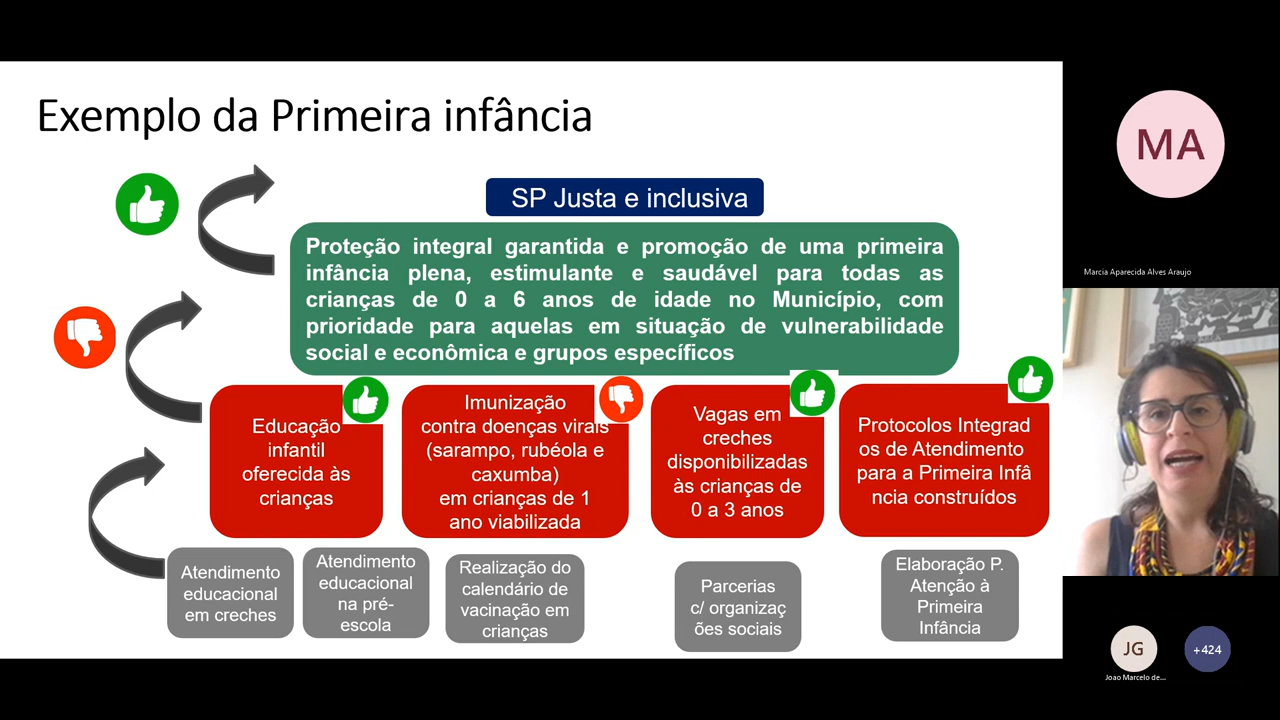 Exemplo da Primeira infância
SP Justa e inclusiva
Proteção integral garantida e promoção de uma primeira
infância plena, estimulante e saudável para todas as
crianças de 0 a 6 anos de idade no Município, com
prioridade para aquelas em situação de vulnerabilidade
social e econômica e grupos específicos
Educação
infantil
oferecida às
crianças
Imunização
contra doenças virais
(sarampo, rubéola e
caxumba)
em crianças de 1
ano viabilizada
Vagas em
creches
disponibilizadas
às crianças de
0 a 3 anos
Protocolos Integrad
os de Atendimento
para a Primeira Infâ
ncia construídos
Atendimento
educacional
em creches
Atendimento
educacional
na pré-
escola
Realização do
calendário de
vacinação em
crianças
Parcerias
c/ organizaç
ões sociais
Elaboração P.
Atenção à
Primeira
Infância
MA
Marcia Aparecida Alves Araujo
JG
Joao Marcelo de...
+424